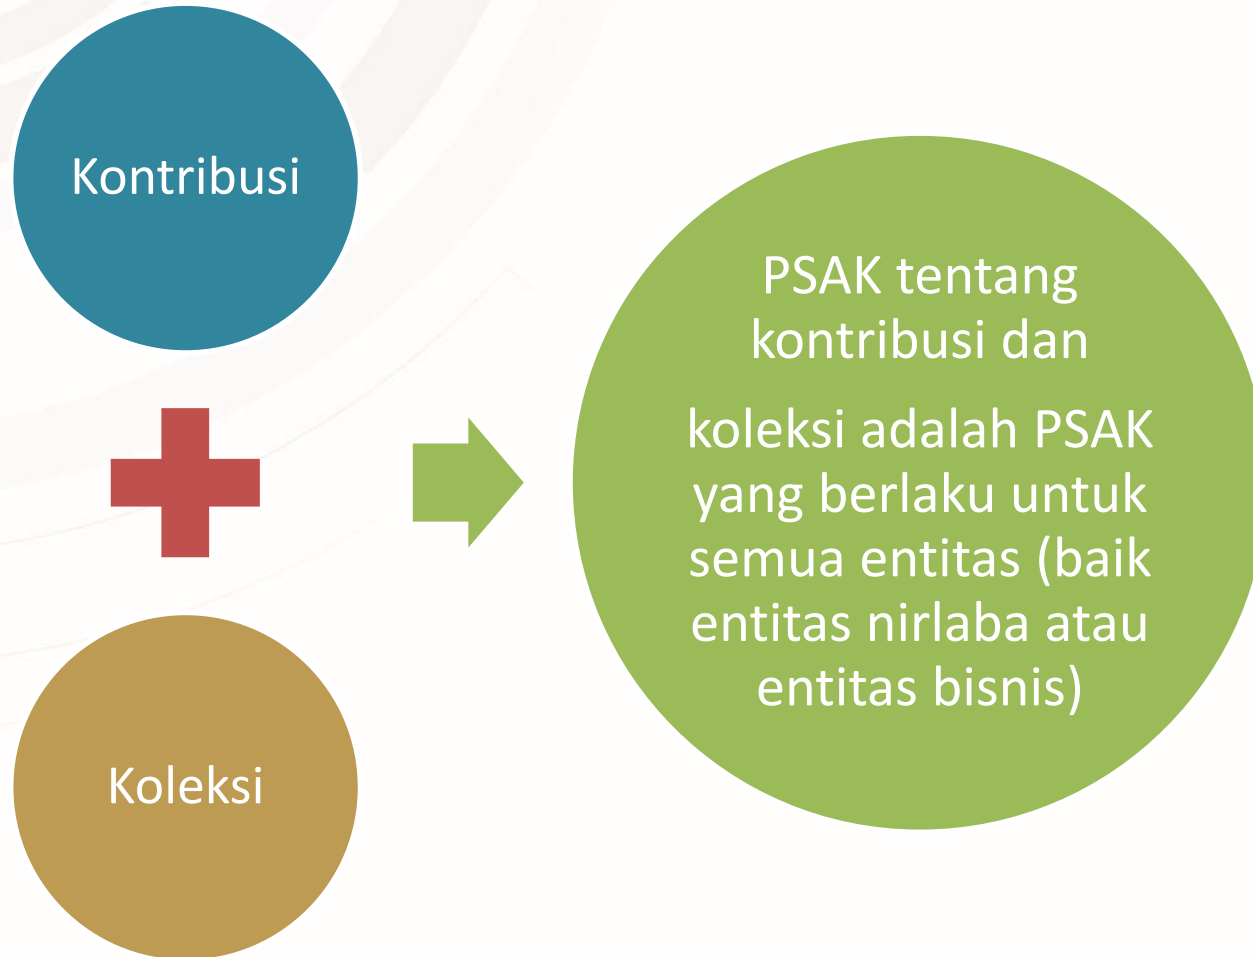 Kontribusi
Koleksi
PSAK tentang
kontribusi dan
koleksi adalah PSAK
yang berlaku untuk
semua entitas (baik
entitas nirlaba atau
entitas bisnis)